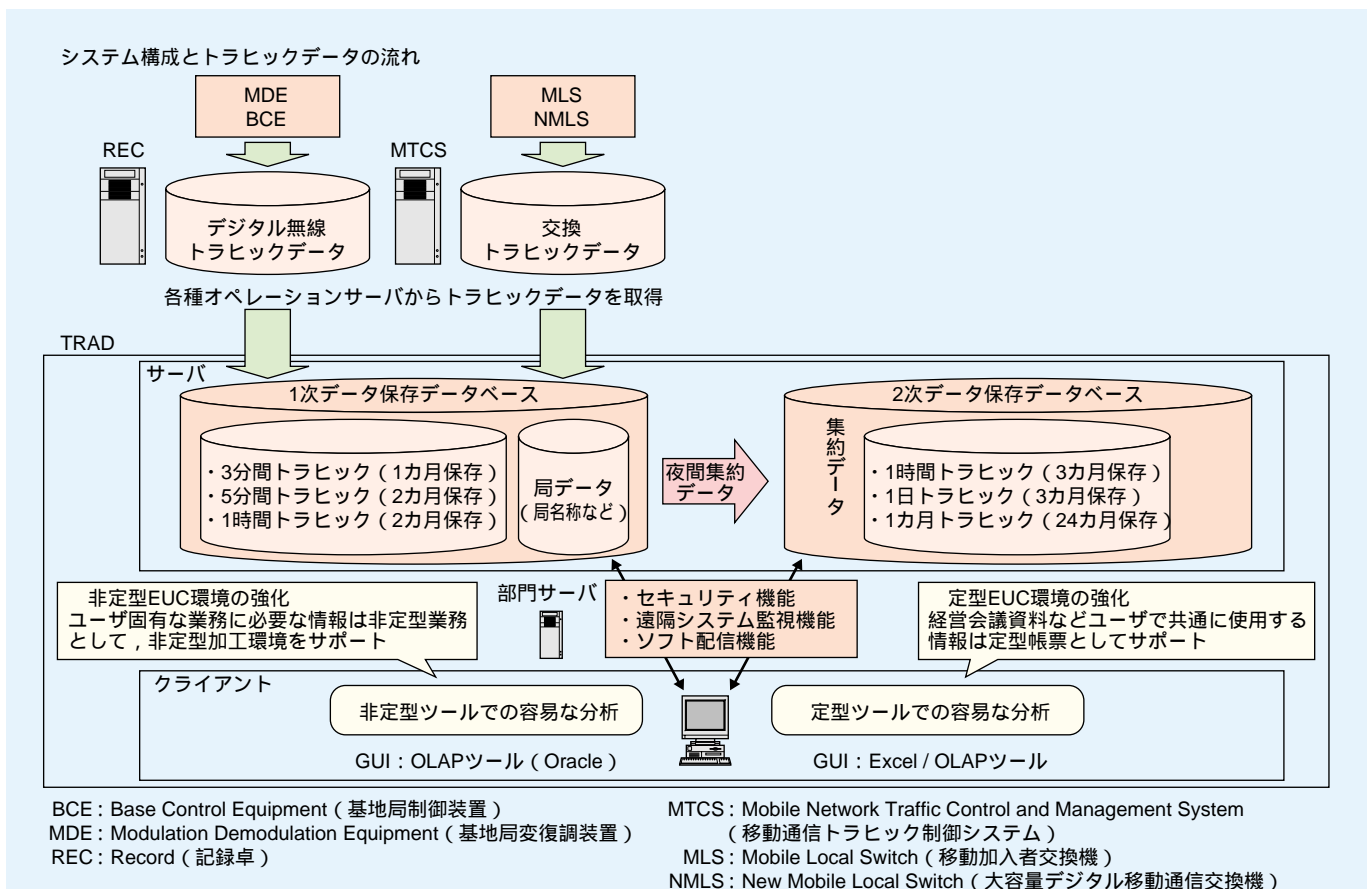 システム構成とトラヒックデータの流れ
MDE
BCE
MLS
NMLS
REC
MTCS
デジタル無線
トラヒックデータ
交換
トラヒックデータ
各種オペレーションサーバからトラヒックデータを取得
TRAD
サーバ
1次データ保存データベース
・3分間トラヒック（1カ月保存）
・5分間トラヒック（2カ月保存）
・1時間トラヒック（2カ月保存）
局データ
（局名称など）
夜間集約
データ
2次データ保存データベース
集約データ
・1時間トラヒック（3カ月保存）
・1日トラヒック（3カ月保存）
・1カ月トラヒック（24カ月保存）
非定型EUC環境の強化
ユーザ固有な業務に必要な情報は非定型業務
として，非定型加工環境をサポート
部門サーバ
・セキュリティ機能
・遠隔システム監視機能
・ソフト配信機能
定型EUC環境の強化
経営会議資料などユーザで共通に使用する
情報は定型帳票としてサポート
クライアント
非定型ツールでの容易な分析
定型ツールでの容易な分析
GUI：OLAPツール（Oracle）
GUI：Excel / OLAPツール
BCE：Base Control Equipment（基地局制御装置）
MDE：Modulation Demodulation Equipment（基地局変復調装置）
REC：Record（記録卓）
MTCS：Mobile Network Traffic Control and Management System
（移動通信トラヒック制御システム）
MLS：Mobile Local Switch（移動加入者交換機）
NMLS：New Mobile Local Switch（大容量デジタル移動通信交換機）